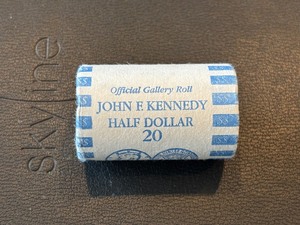 skyline
Official Gallery Roll
JOHN F. KENNEDY
HALF DOLLAR
20